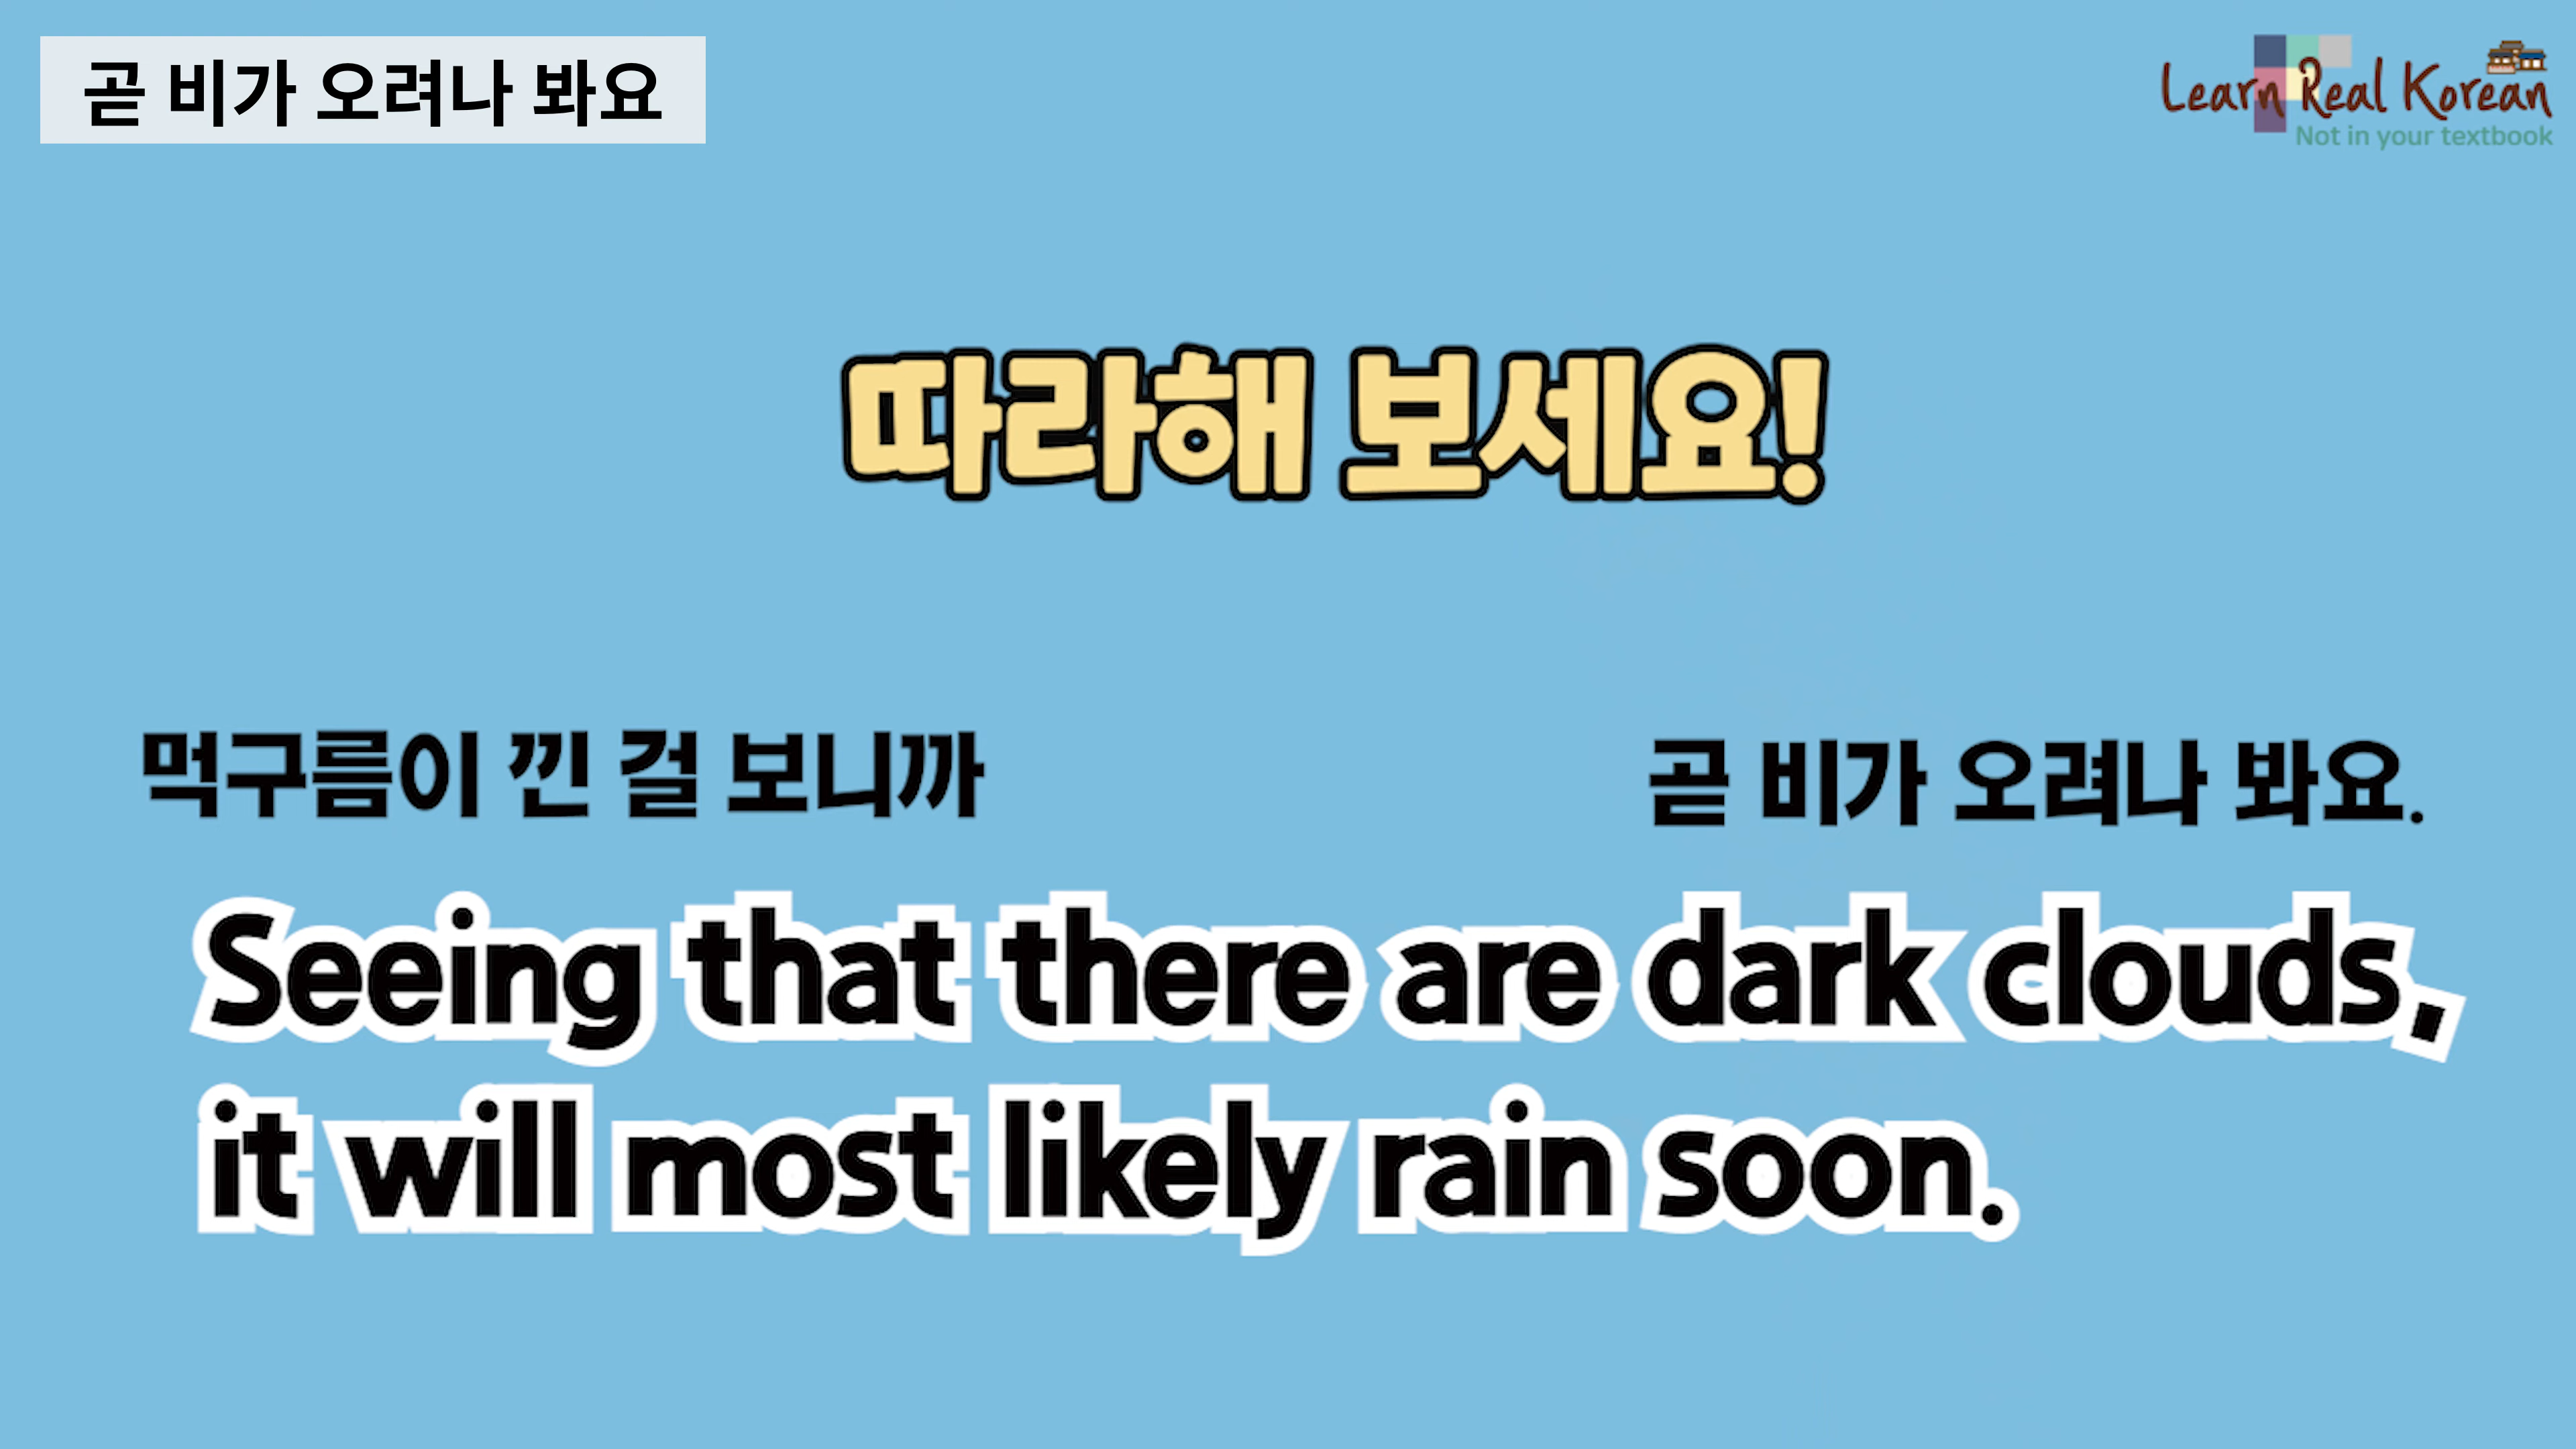 곧 비가 오려나 봐요
Learn Real Korean
Not in your textbook
따라해 보세요!
먹구름이 낀 걸 보니까 곧 비가 오려나 봐요.
Seeing that there are dark clouds,
it will most likely rain soon.